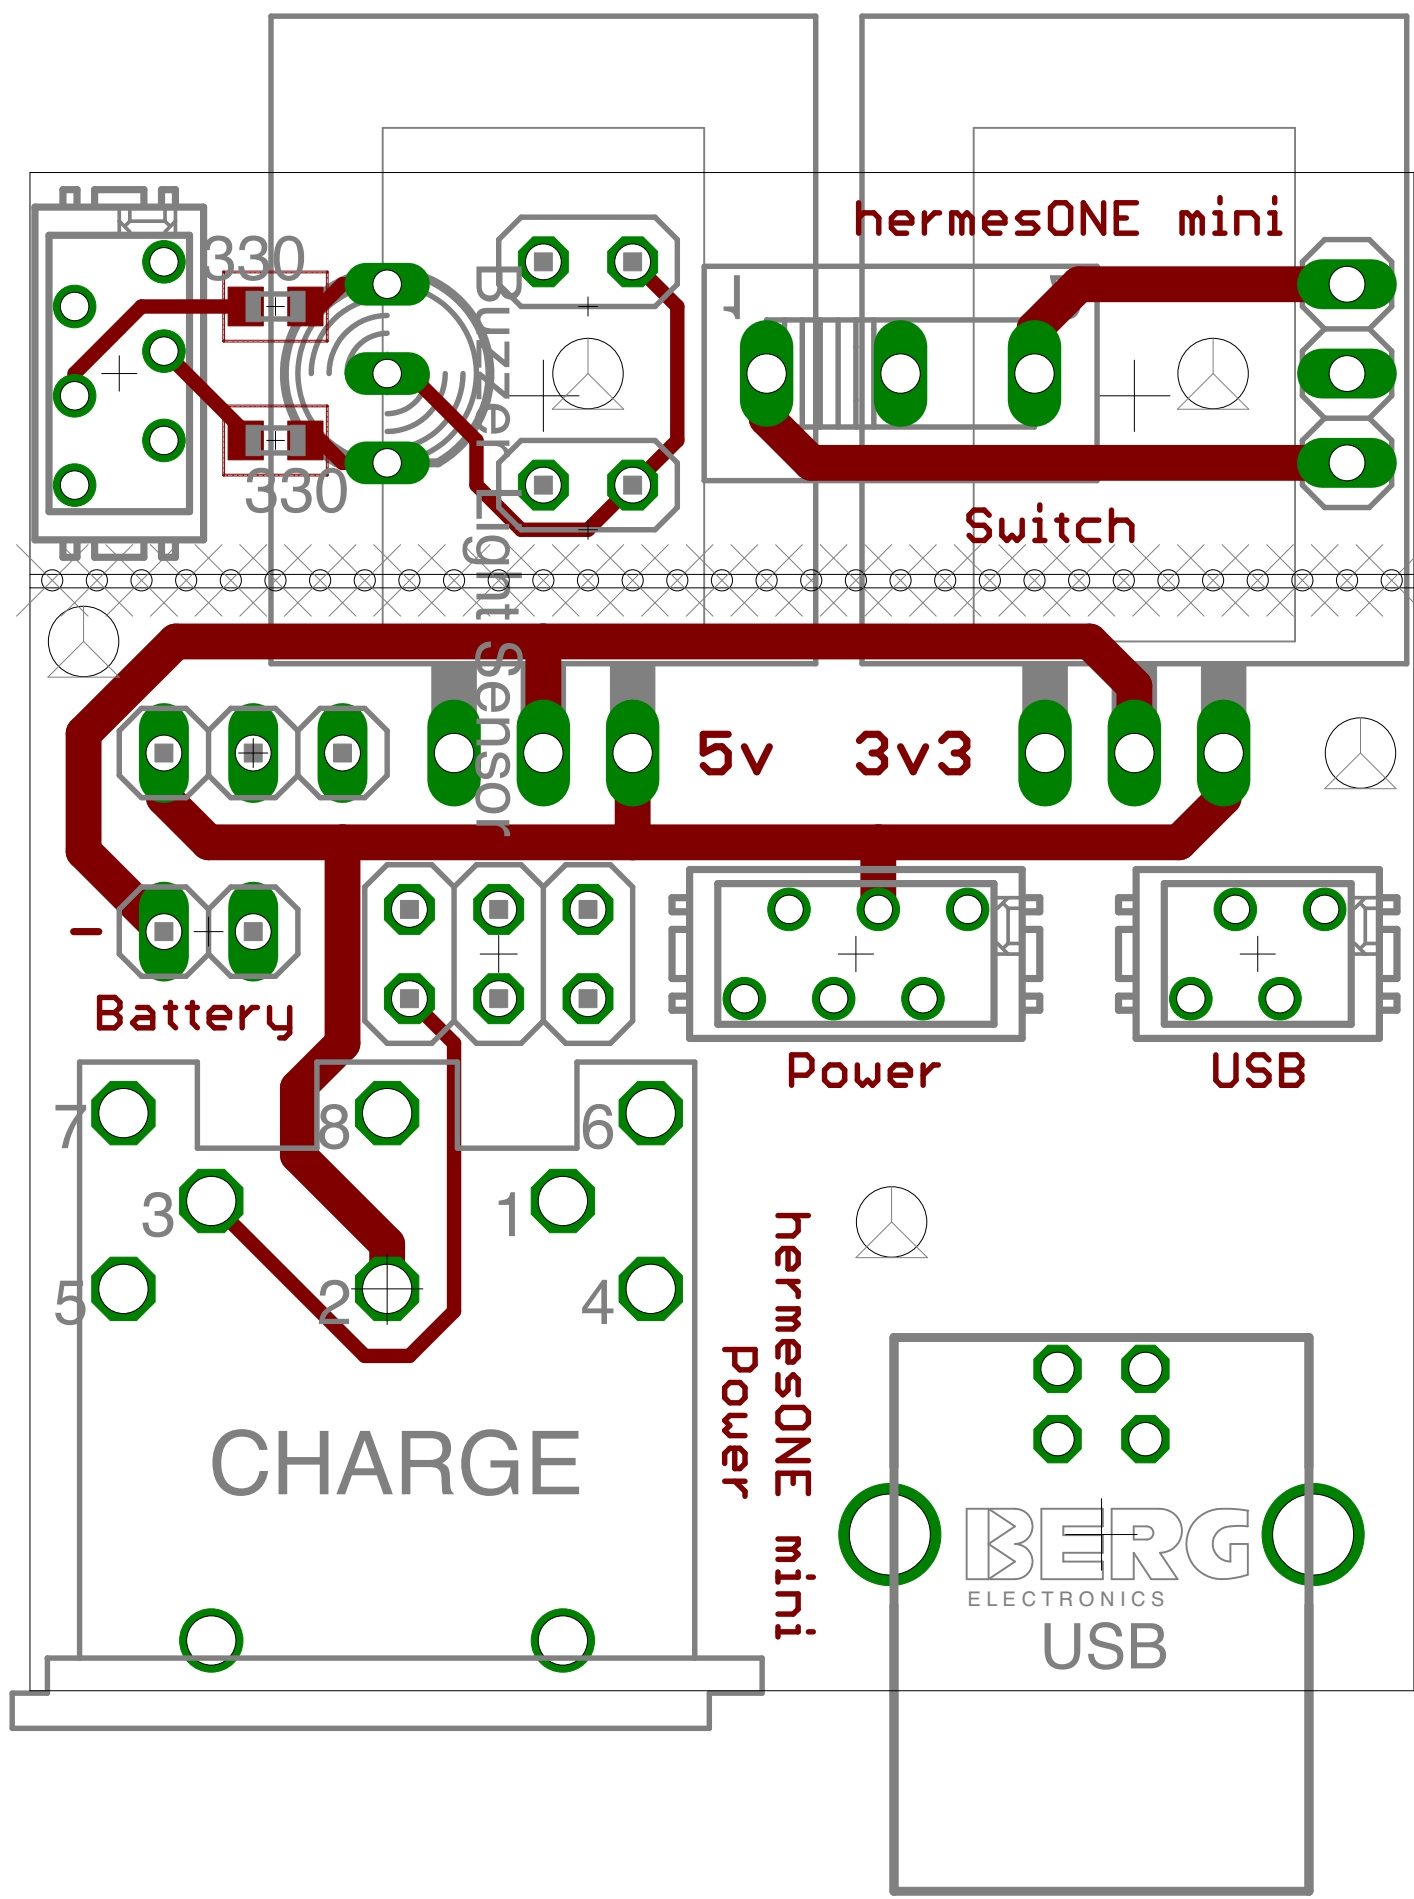 hermesONE mini
330
1
330
Buzzer Light Sensor
Switch
5v 3v3
-
Battery
Power
USB
7
8
6
3
1
5
2
4
hermesONE mini
Power
CHARGE
BERG
ELECTRONICS
USB